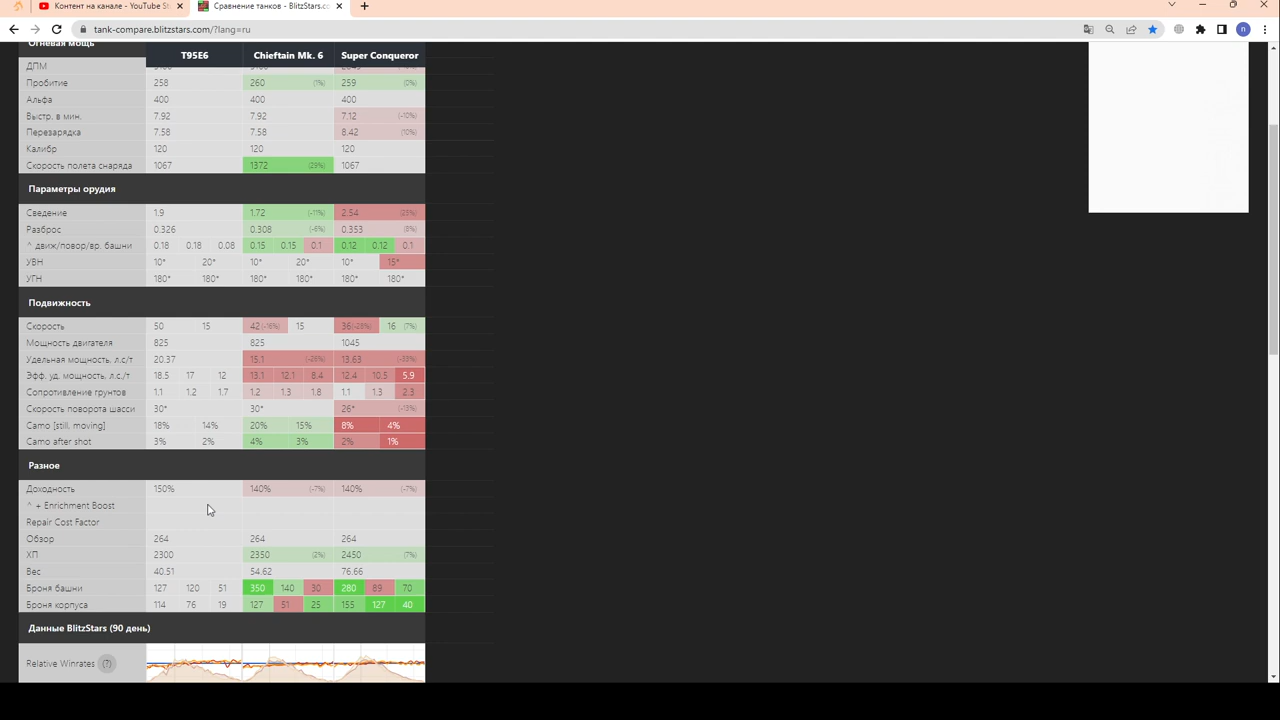 Контент на канале - YouTube S
Сравнение танков - BlitzStars.co
tank-compare.blitzstars.com/?lang=ru
n
Огневая мощь
T95E6 Chieftain Mk. 6 Super Conqueror
ДПМ
Пробитие 258 260 (1%) 259 (0%)
Альфа 400 400 400
Выстр. в мин. 7.92 7.92 7.12 (-10%)
Перезарядка 7.58 7.58 8.42 (10%)
Калибр 120 120 120
Скорость полета снаряда 1067 1372 (29%) 1067
Параметры орудия
Сведение 1.9 1.72 (-11%) 2.54 (23%)
Разброс 0.326 0.308 (-6%) 0.353 (8%)
^ движ/повор/вр. башни 0.18 0.18 0.08 0.15 0.15 0.1 0.12 0.12 0.1
УВН 10° 20° 10° 20° 10° 15°
УГН 180° 180° 180° 180° 180° 180°
Подвижность
Скорость 50 15 42 (-16%) 15 36 (-28%) 16 (7%)
Мощность двигателя 825 825 1045
Удельная мощность. л.с/т 20.37 15.1 13.63 (-33%)
Эфф. уд. мощность. л.с./т 18.5 17 12 13.1 12.1 8.4 12.4 10.5 5.9
Сопротивление грунтов 1.1 1.2 1.7 1.2 1.3 1.8 1.1 1.3 2.3
Скорость поворота шасси 30° 30° 26° (-13%)
Camo [still, moving] 18% 14% 20% 15% 8% 4%
Camo after shot 3% 2% 4% 3% 2% 1%
Разное
Доходность 150% 140% (-7%) 140% (-7%)
^ + Enrichment Boost
Repair Cost Factor
Обзор 264 264 264
ХП 2300 2350 (2%) 2450 (7%)
Вес 40.51 54.62 76.66
Броня башни 127 120 51 350 140 30 280 89 70
Броня корпуса 114 76 19 127 51 25 155 127 40
Данные BlitzStars (90 день)
Relative Winrates (?)